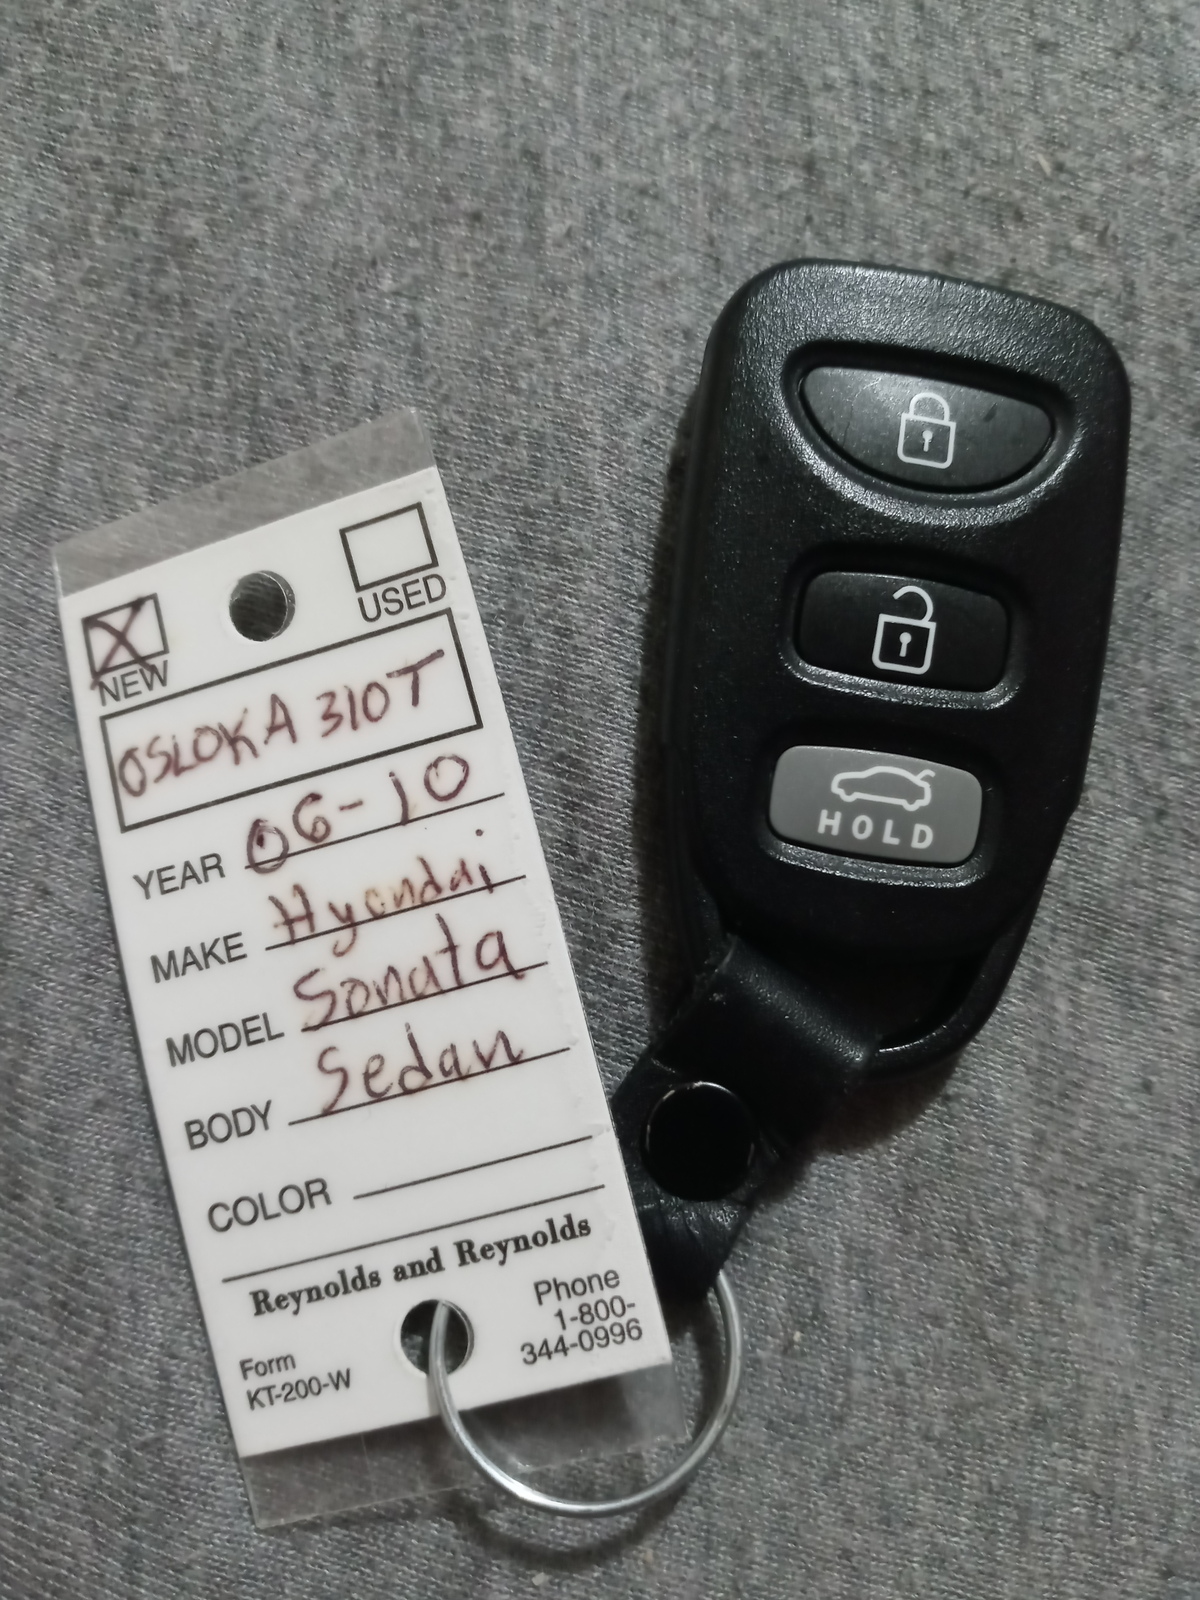 X
NEW
USED
OSLOKA 310T
YEAR 06-10
MAKE Hyondai
MODEL Sonata
BODY Sedan
COLOR
Reynolds and Reynolds
Form
KT-200-W
Phone
1-800-
344-0996
HOLD